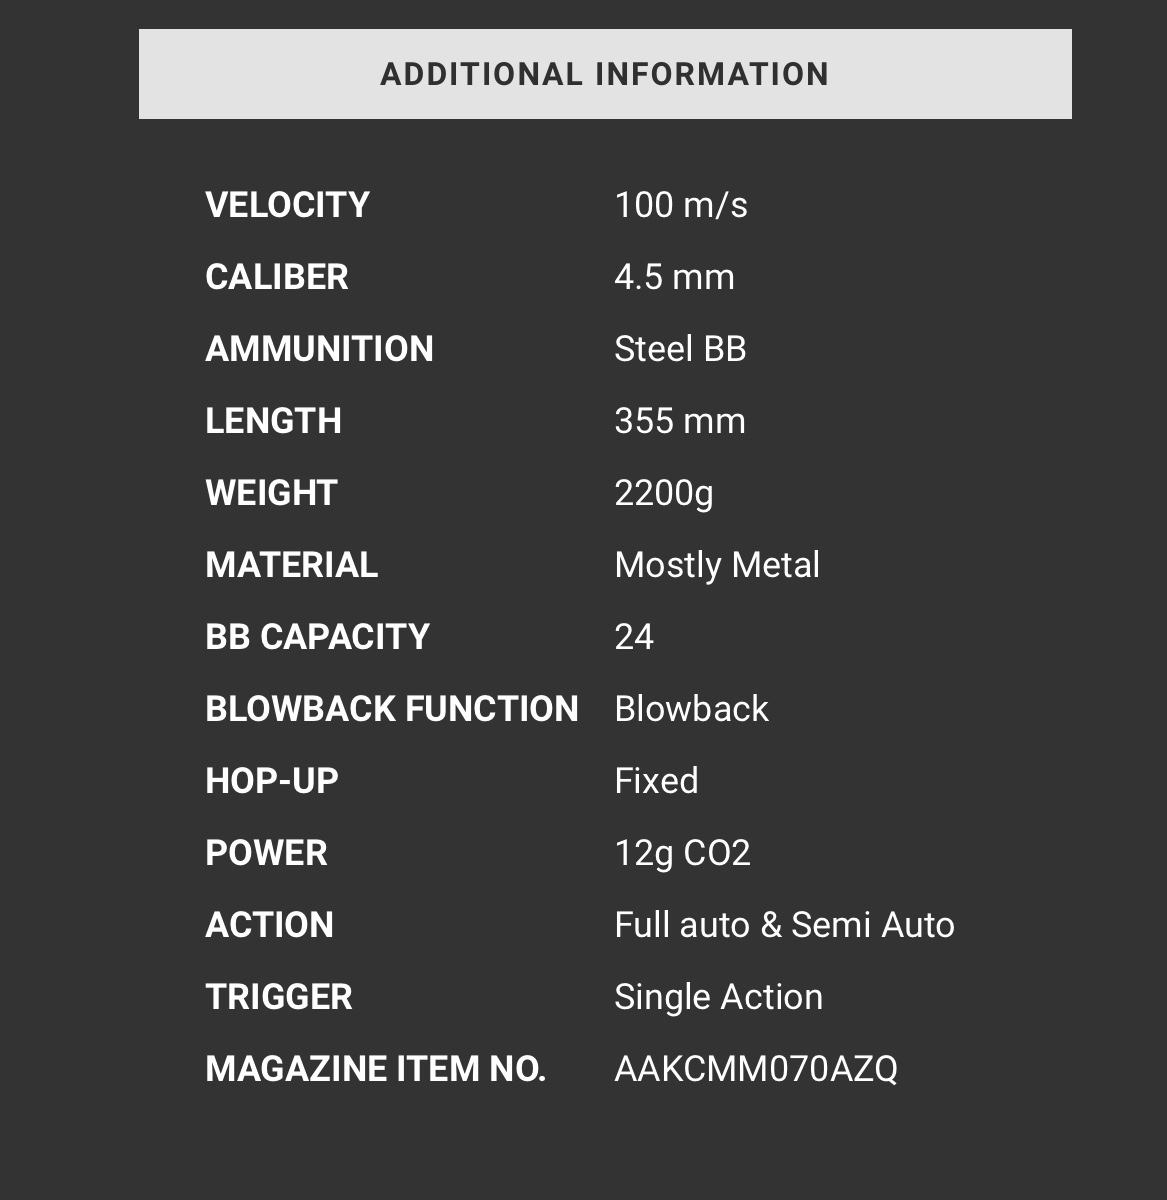 ADDITIONAL INFORMATION
VELOCITY 100 m/s
CALIBER 4.5 mm
AMMUNITION Steel BB
LENGTH 355 mm
WEIGHT 2200g
MATERIAL Mostly Metal
BB CAPACITY 24
BLOWBACK FUNCTION Blowback
HOP-UP Fixed
POWER 12g CO2
ACTION Full auto & Semi Auto
TRIGGER Single Action
MAGAZINE ITEM NO. AAKCMM070AZQ